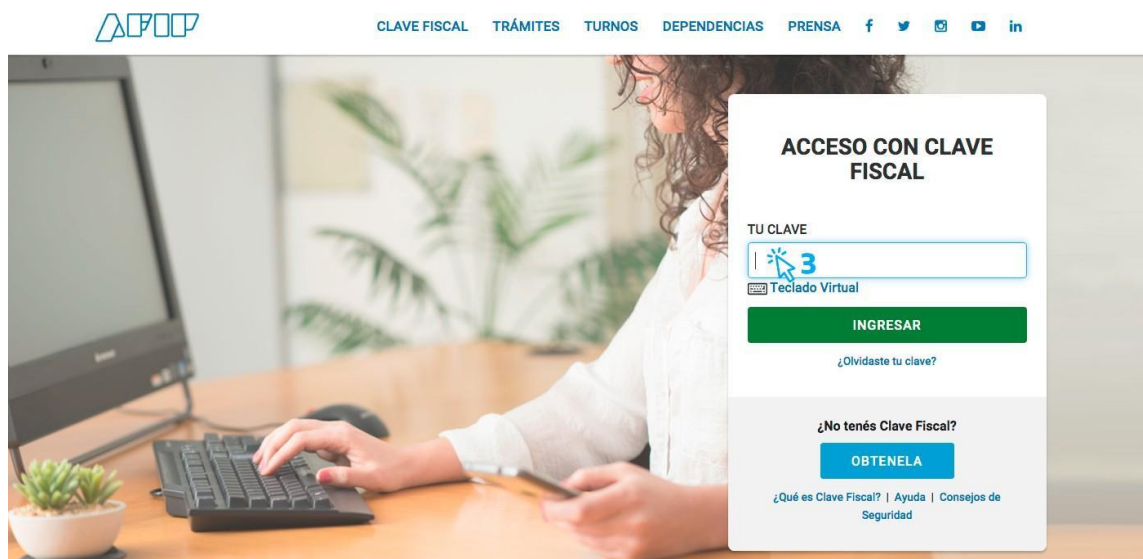 AFIP
CLAVE FISCAL TRÁMITES TURNOS DEPENDENCIAS PRENSA f in
ACCESO CON CLAVE
FISCAL
TU CLAVE
3
Teclado Virtual
INGRESAR
¿Olvidaste tu clave?
¿No tenés Clave Fiscal?
OBTENELA
¿Qué es Clave Fiscal? | Ayuda | Consejos de
Seguridad